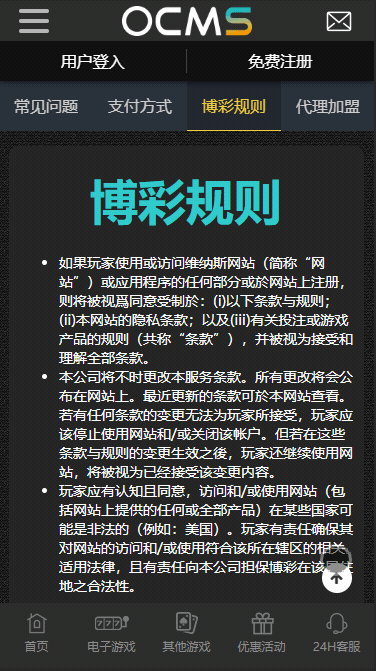 OCMS
用户登入
免费注册
常见问题
支付方式
博彩规则
代理加盟
博彩规则
如果玩家使用或访问维纳斯网站（简称“网
站”）或应用程序的任何部分或於网站上注册，
则将被视爲同意受制於：(i)以下条款与规则；
(ii)本网站的隐私条款；以及(iii)有关投注或游戏
产品的规则（共称“条款”），并被视为接受和
理解全部条款。
本公司将不时更改本服务条款。所有更改将会公
布在网站上。最近更新的条款可於本网站查看。
若有任何条款的变更无法为玩家所接受，玩家应
该停止使用网站和/或关闭该帐户。但若在这些
条款与规则的变更生效之後，玩家还继续使用网
站，将被视为已经接受该变更内容。
玩家应有认知且同意，访问和/或使用网站（包
括网站上提供的任何或全部产品）在某些国家可
能是非法的（例如：美国）。玩家有责任确保其
对网站的访问和/或使用符合该所在辖区的相关
适用法律，且有责任向本公司担保博彩在该居住
地之合法性。
首页
电子游戏
其他游戏
优惠活动
24H客服